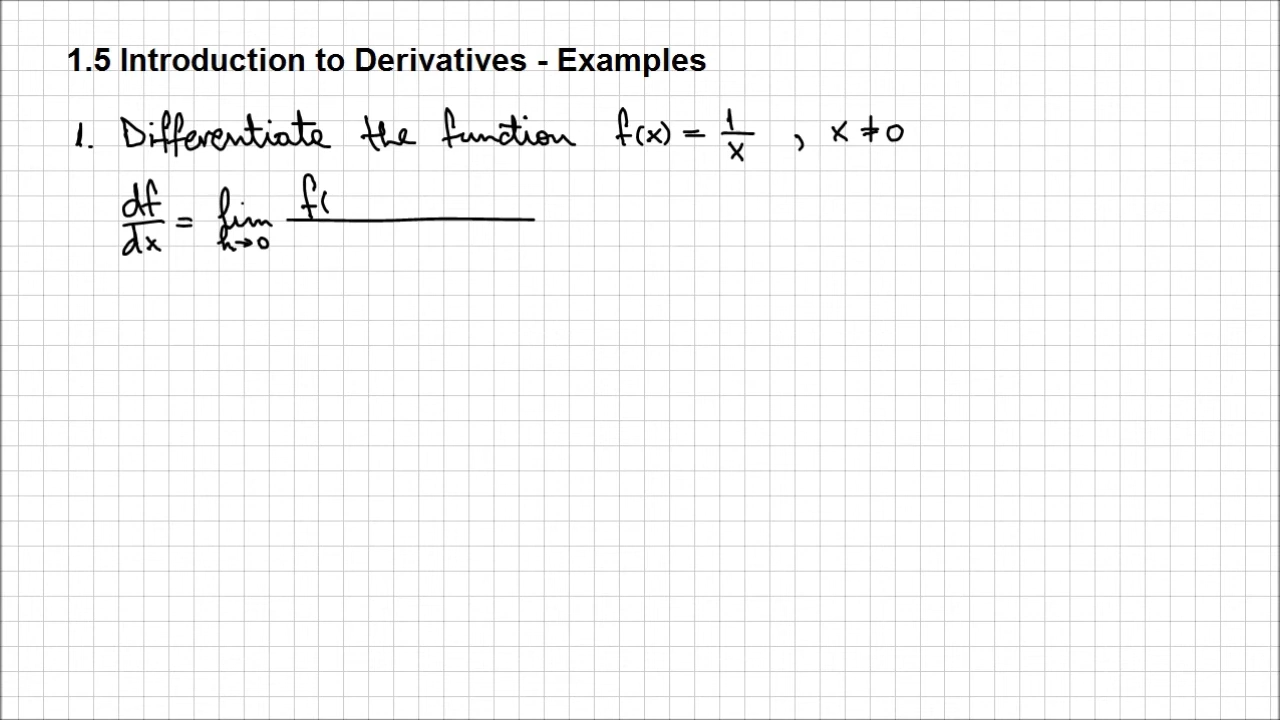 1.5 Introduction to Derivatives - Examples
1. Differentiate the function f(x) = 1/x , x ≠ 0
df/dx = lim h→0 f(